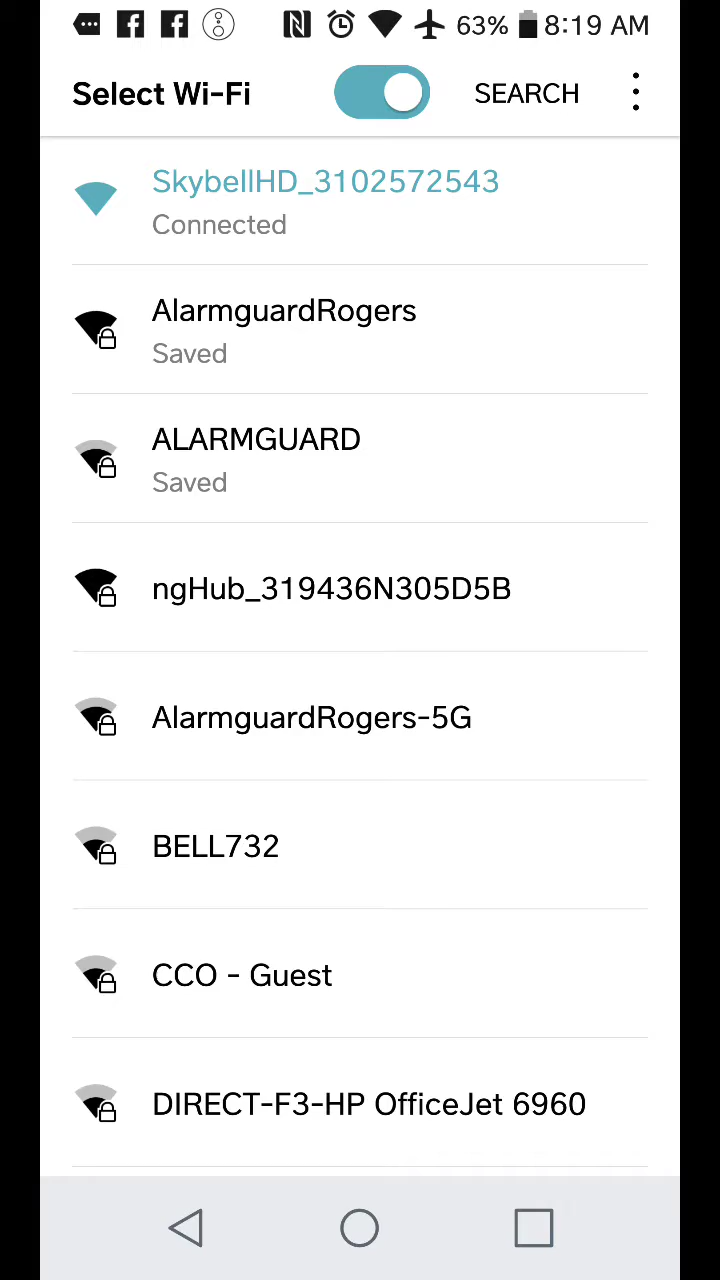 63% 8:19 AM
Select Wi-Fi SEARCH
SkybellHD_3102572543
Connected
AlarmguardRogers
Saved
ALARMGUARD
Saved
ngHub_319436N305D5B
AlarmguardRogers-5G
BELL732
CCO - Guest
DIRECT-F3-HP OfficeJet 6960